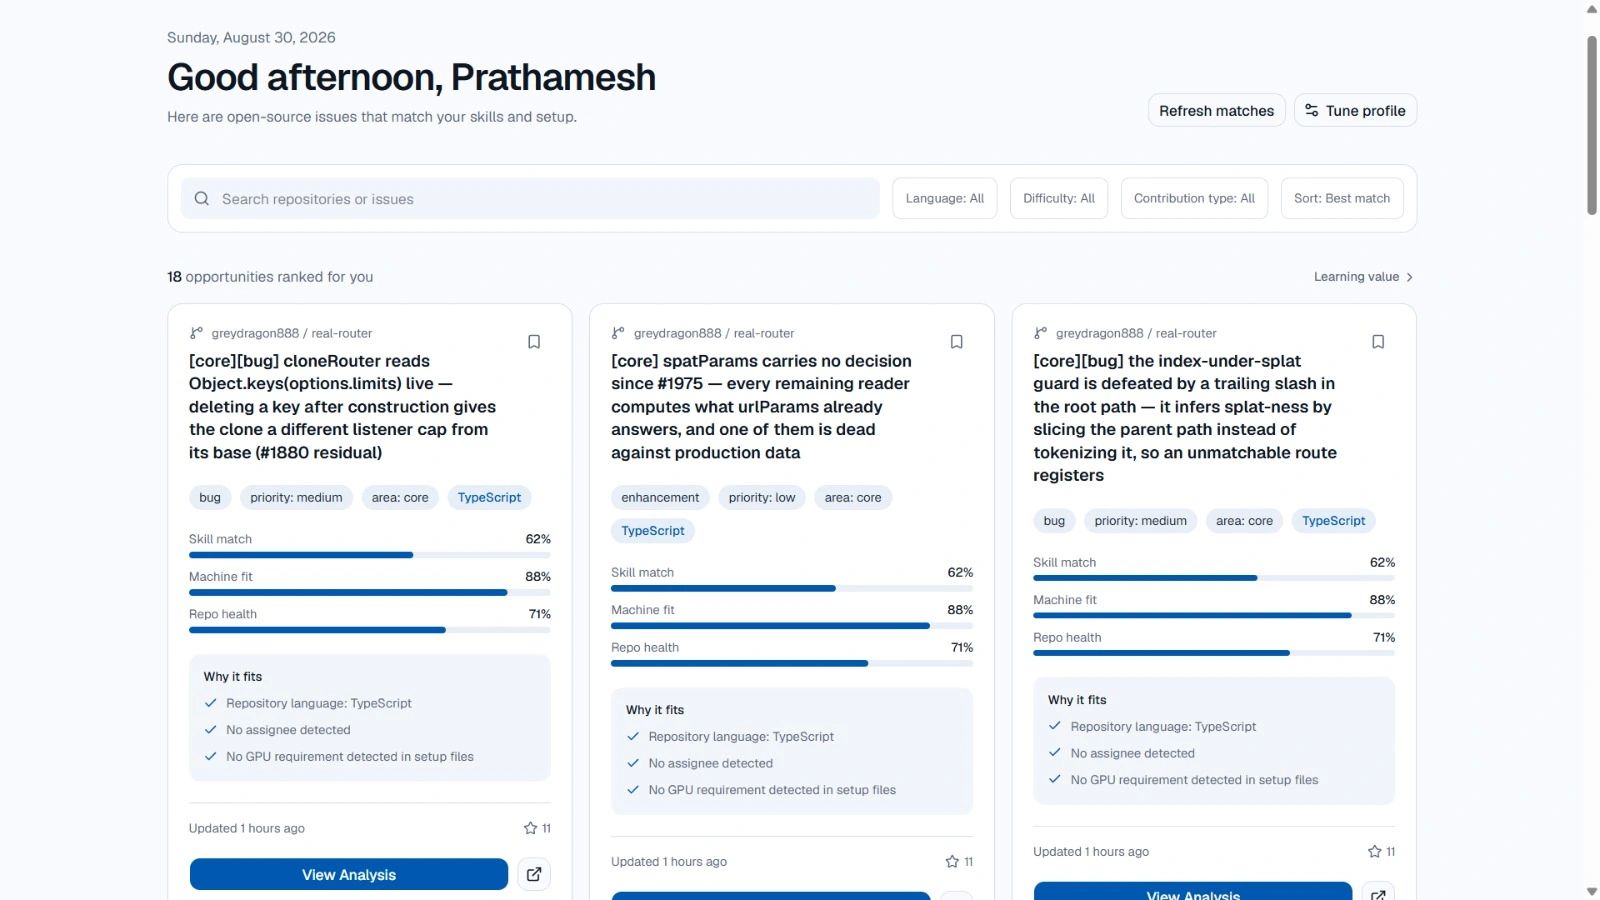 Sunday, August 30, 2026
Good afternoon, Prathamesh
Here are open-source issues that match your skills and setup.
Refresh matches
Tune profile
Search repositories or issues
Language: All
Difficulty: All
Contribution type: All
Sort: Best match
18 opportunities ranked for you
Learning value
greydragon888 / real-router
[core][bug] cloneRouter reads
Object.keys(options.limits) live —
deleting a key after construction gives
the clone a different listener cap from
its base (#1880 residual)
bug
priority: medium
area: core
TypeScript
Skill match 62%
Machine fit 88%
Repo health 71%
Why it fits
Repository language: TypeScript
No assignee detected
No GPU requirement detected in setup files
Updated 1 hours ago
11
View Analysis
greydragon888 / real-router
[core] spatParams carries no decision
since #1975 — every remaining reader
computes what urlParams already
answers, and one of them is dead
against production data
enhancement
priority: low
area: core
TypeScript
Skill match 62%
Machine fit 88%
Repo health 71%
Why it fits
Repository language: TypeScript
No assignee detected
No GPU requirement detected in setup files
Updated 1 hours ago
11
greydragon888 / real-router
[core][bug] the index-under-splat
guard is defeated by a trailing slash in
the root path — it infers splat-ness by
slicing the parent path instead of
tokenizing it, so an unmatchable route
registers
bug
priority: medium
area: core
TypeScript
Skill match 62%
Machine fit 88%
Repo health 71%
Why it fits
Repository language: TypeScript
No assignee detected
No GPU requirement detected in setup files
Updated 1 hours ago
11
View Analysis